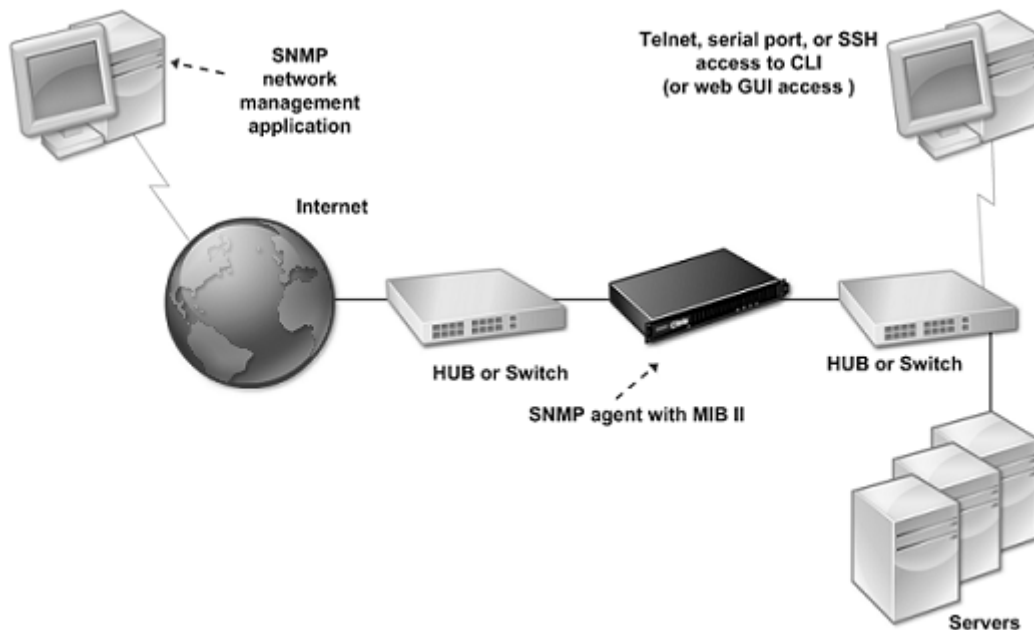 SNMP
network
management
application
Telnet, serial port, or SSH
access to CLI
(or web GUI access )
Internet
HUB or Switch
HUB or Switch
SNMP agent with MIB II
Servers